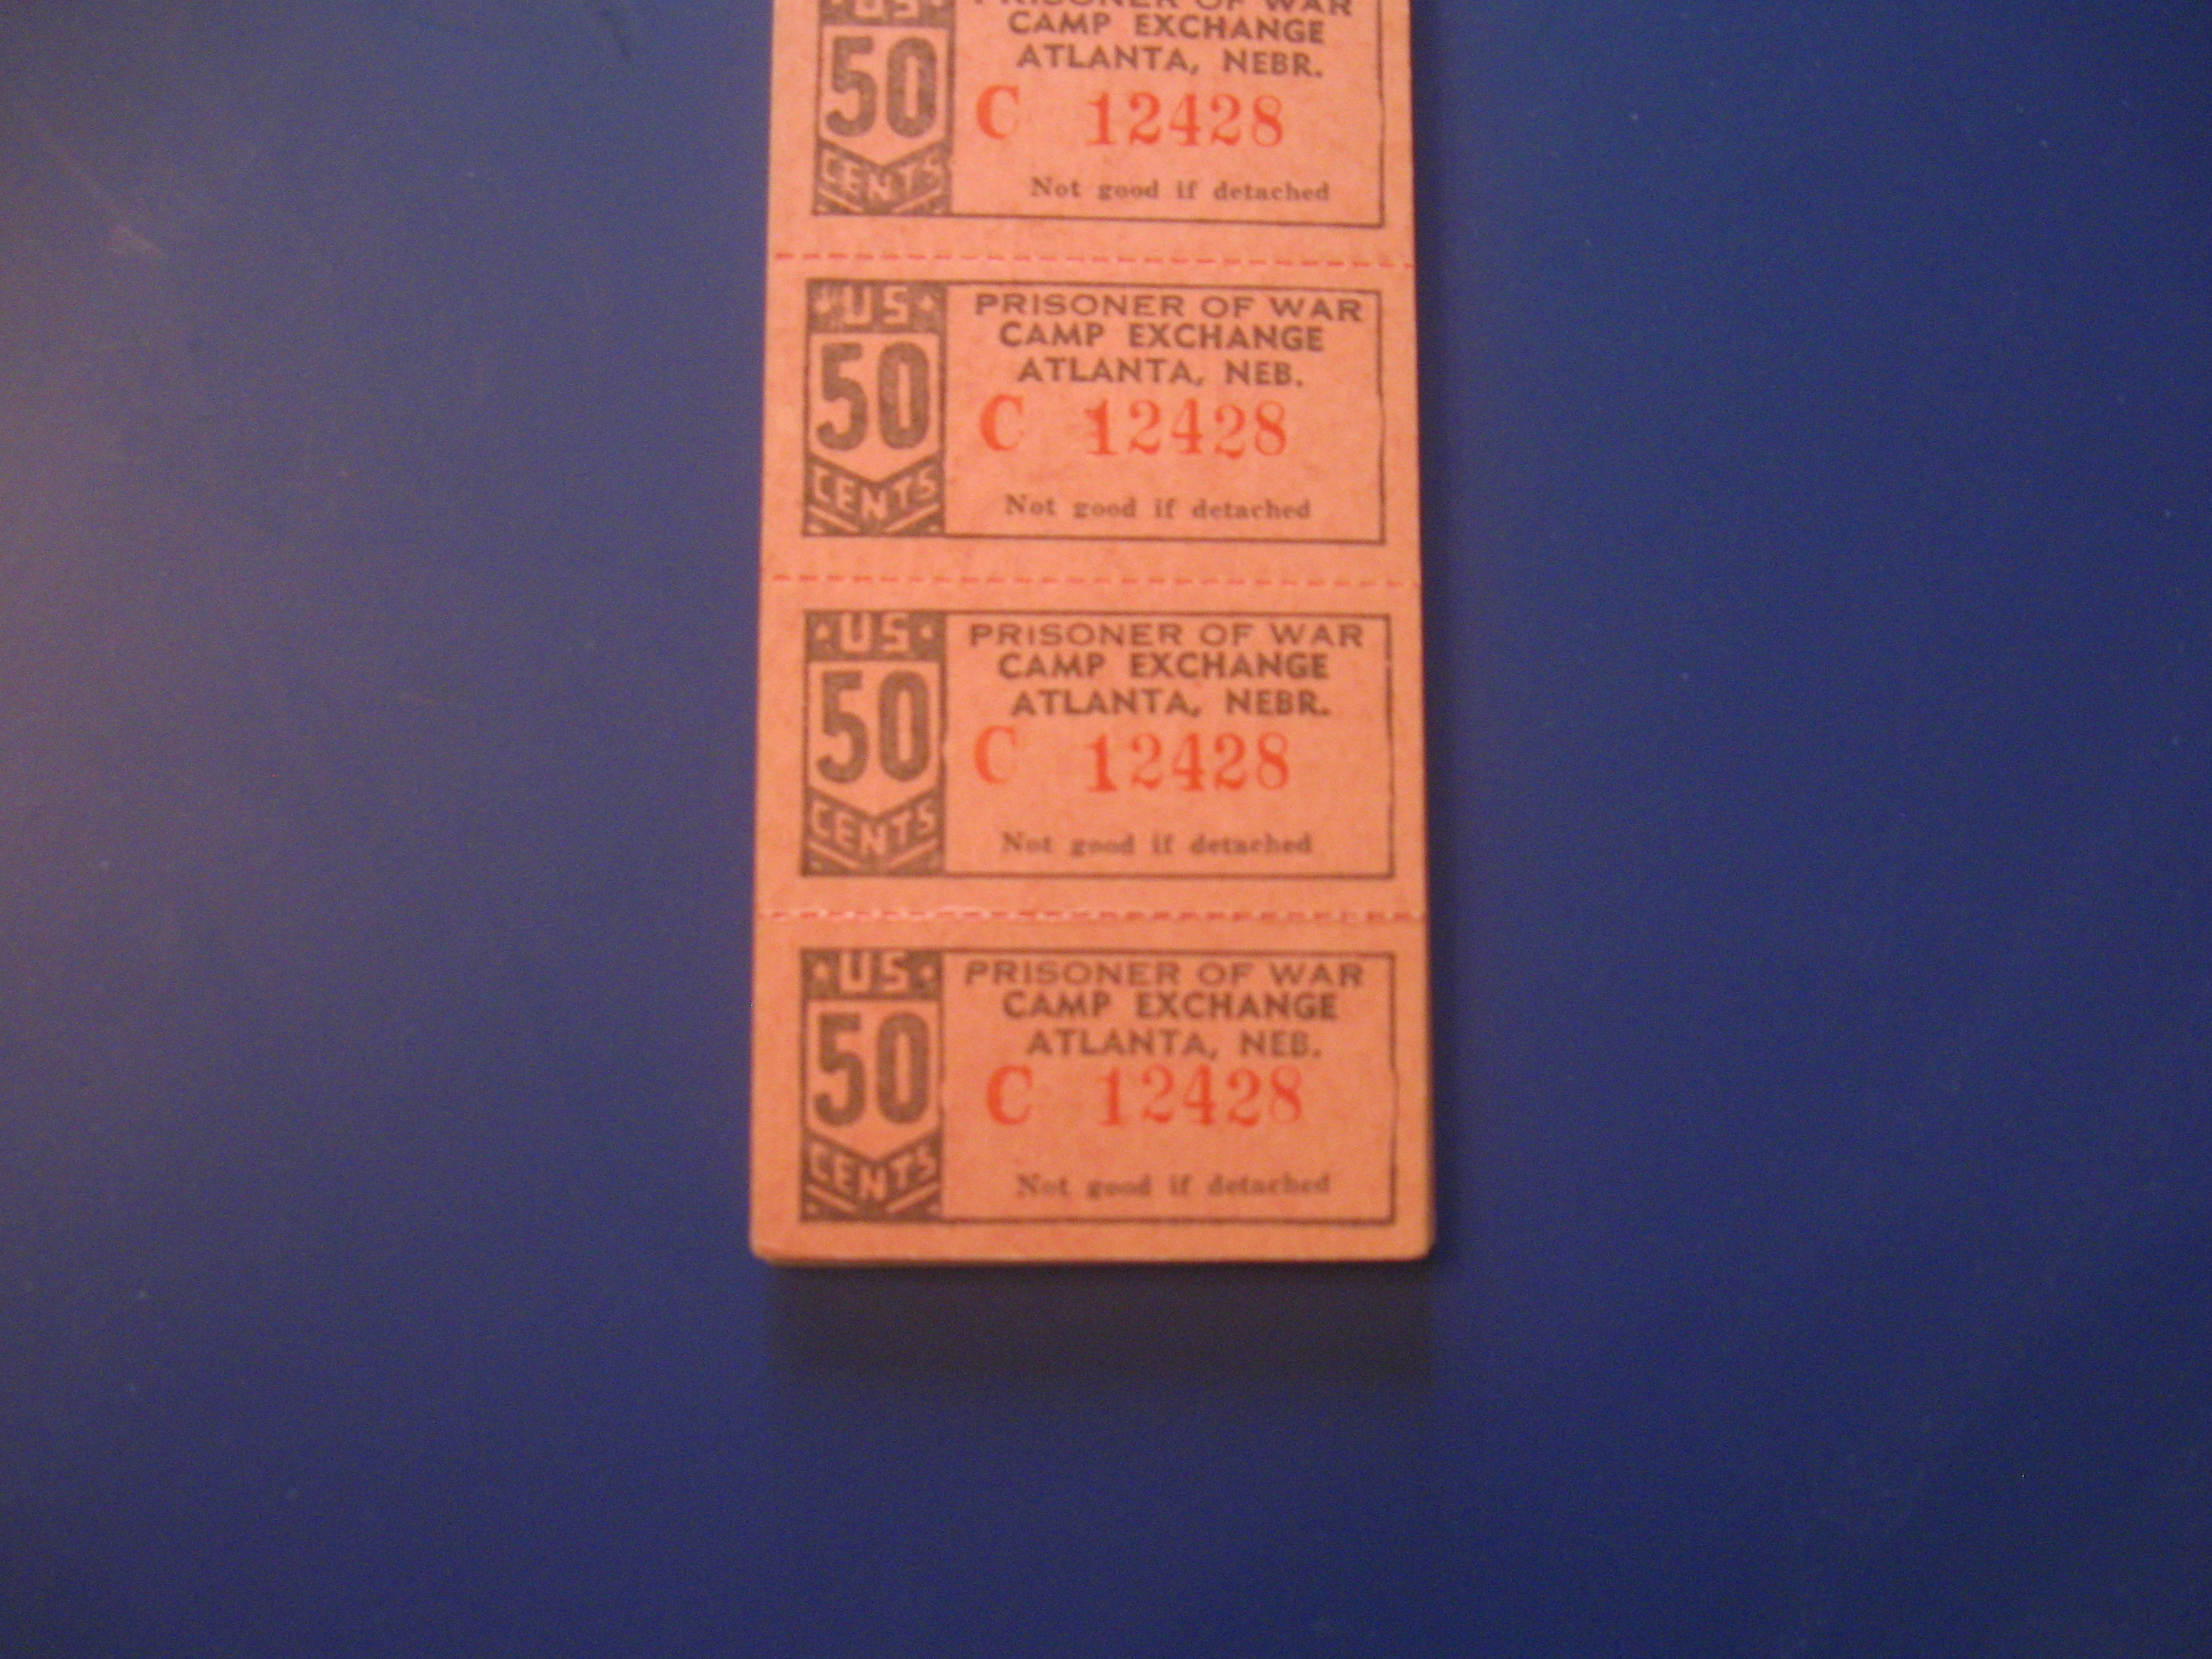 US
PRISONER OF WAR
CAMP EXCHANGE
ATLANTA, NEBR.
50
C 12428
CENTS
Not good if detached
US
PRISONER OF WAR
CAMP EXCHANGE
ATLANTA, NEB.
50
C 12428
CENTS
Not good if detached
US
PRISONER OF WAR
CAMP EXCHANGE
ATLANTA, NEBR.
50
C 12428
CENTS
Not good if detached
US
PRISONER OF WAR
CAMP EXCHANGE
ATLANTA, NEB.
50
C 12428
CENTS
Not good if detached